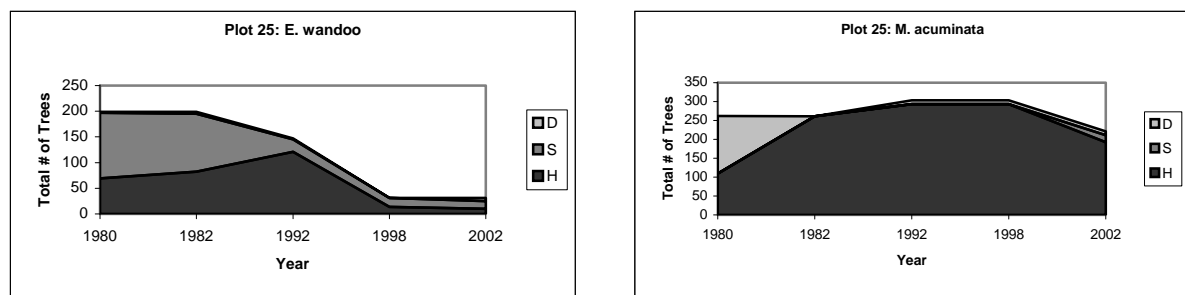 Plot 25: E. wandoo
Total # of Trees
250
200
150
100
50
0
1980 1982 1992 1998 2002
Year
D
S
H
Plot 25: M. acuminata
Total # of Trees
350
300
250
200
150
100
50
0
1980 1982 1992 1998 2002
Year
D
S
H